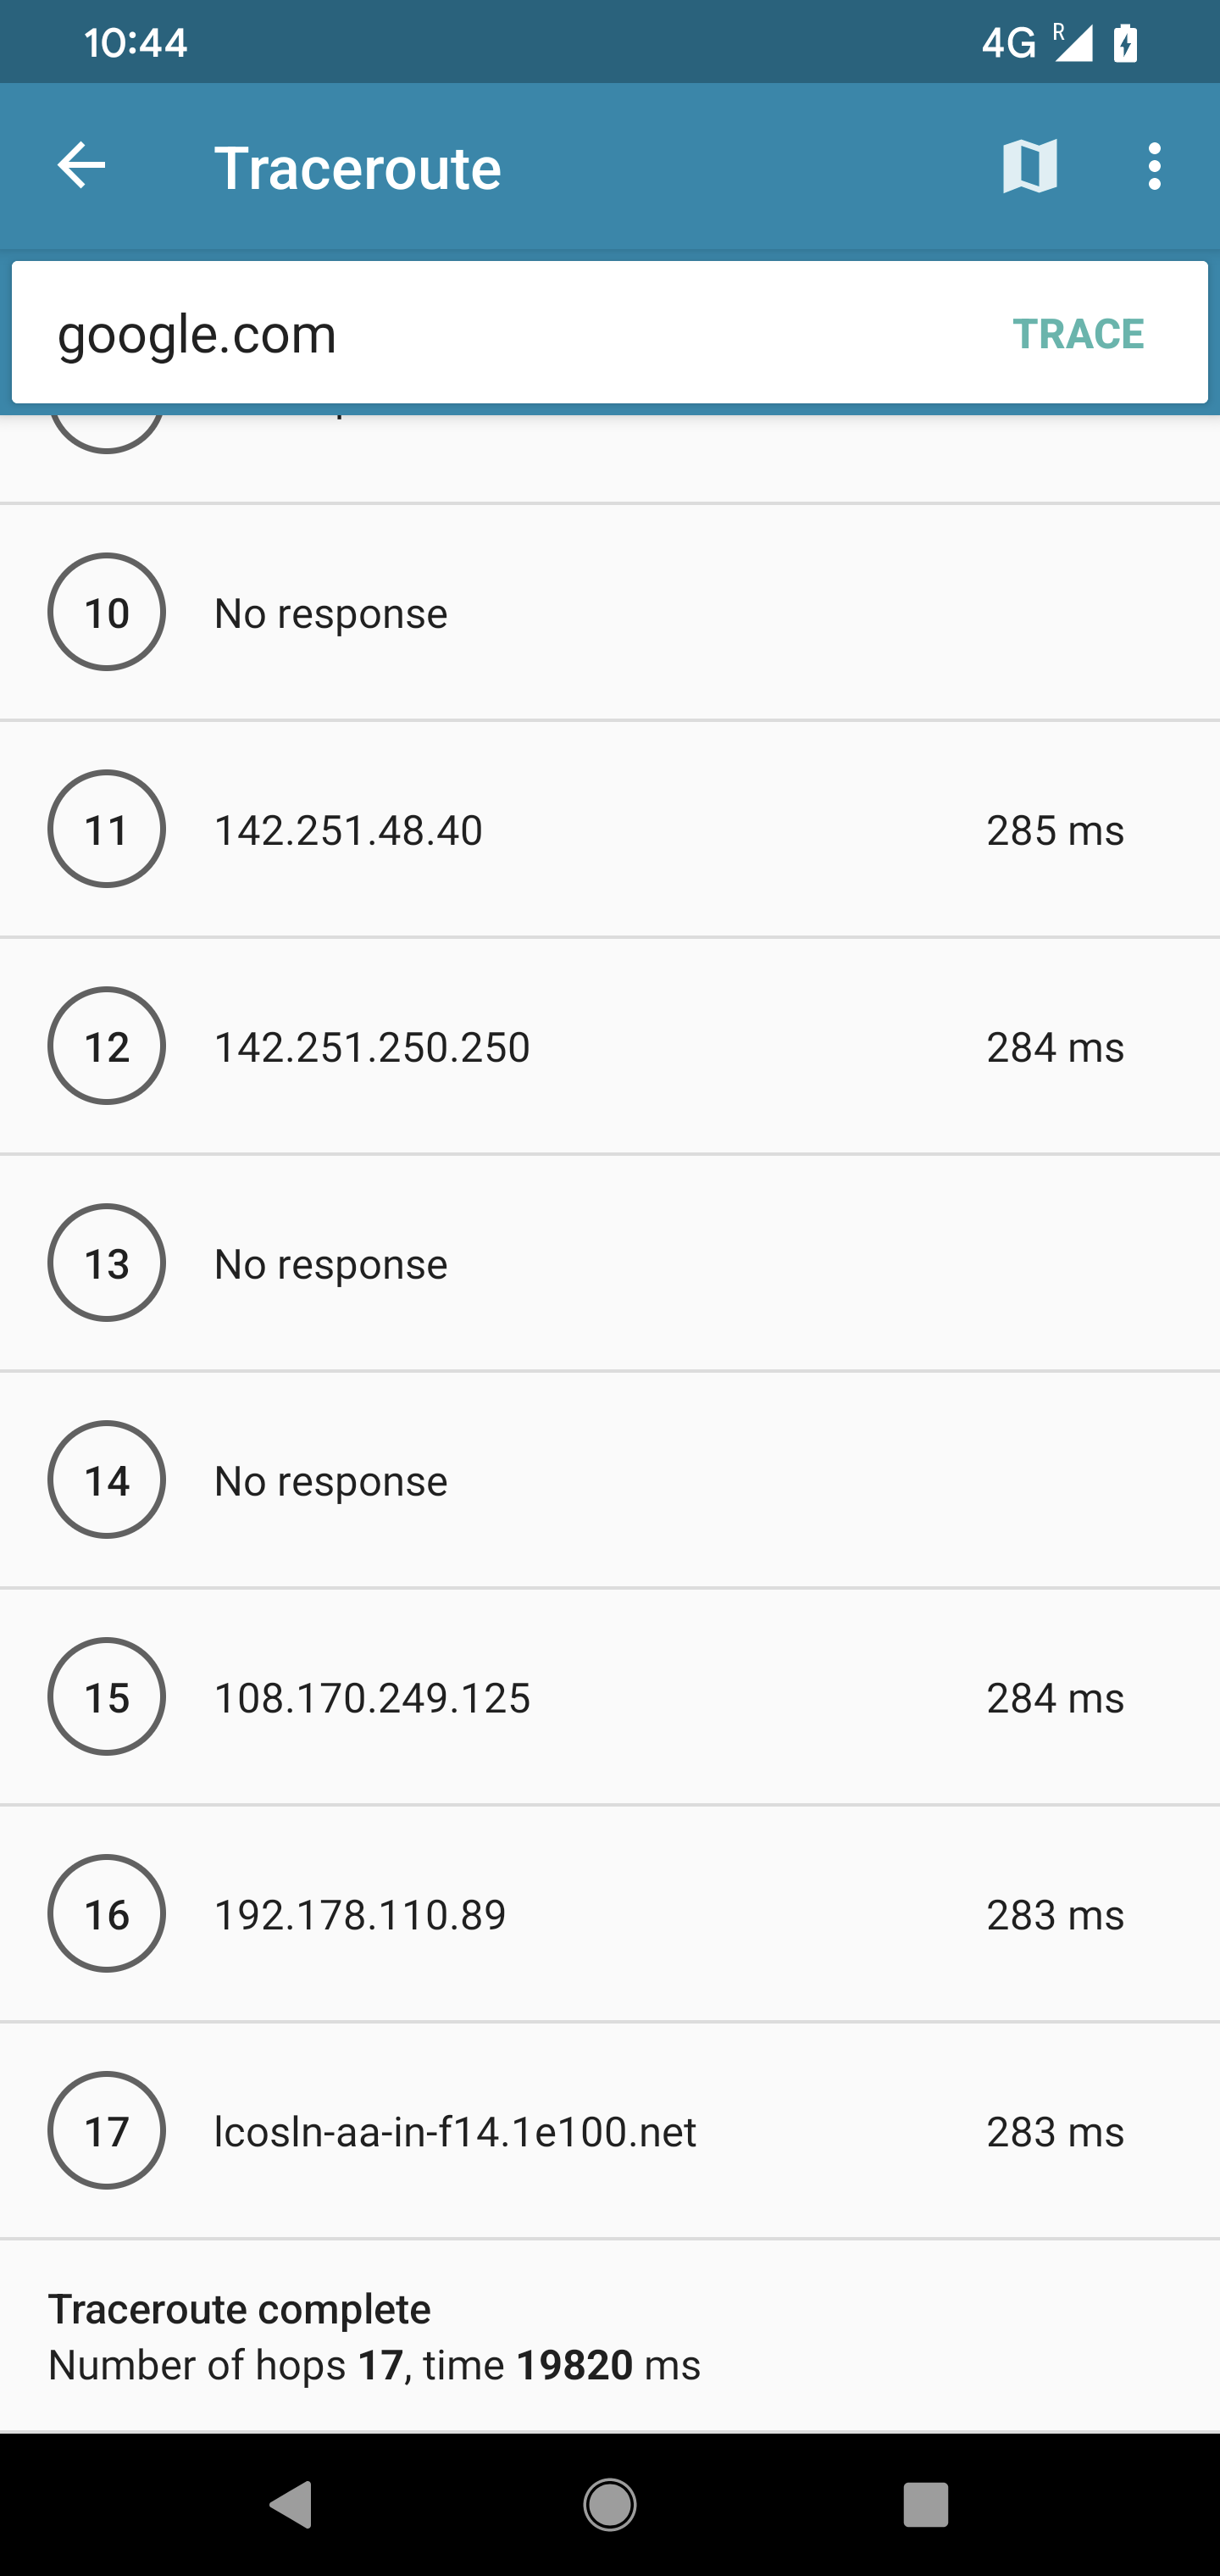 10:44
4G R
Traceroute
google.com TRACE
10 No response
11 142.251.48.40 285 ms
12 142.251.250.250 284 ms
13 No response
14 No response
15 108.170.249.125 284 ms
16 192.178.110.89 283 ms
17 lcosln-aa-in-f14.1e100.net 283 ms
Traceroute complete
Number of hops 17, time 19820 ms